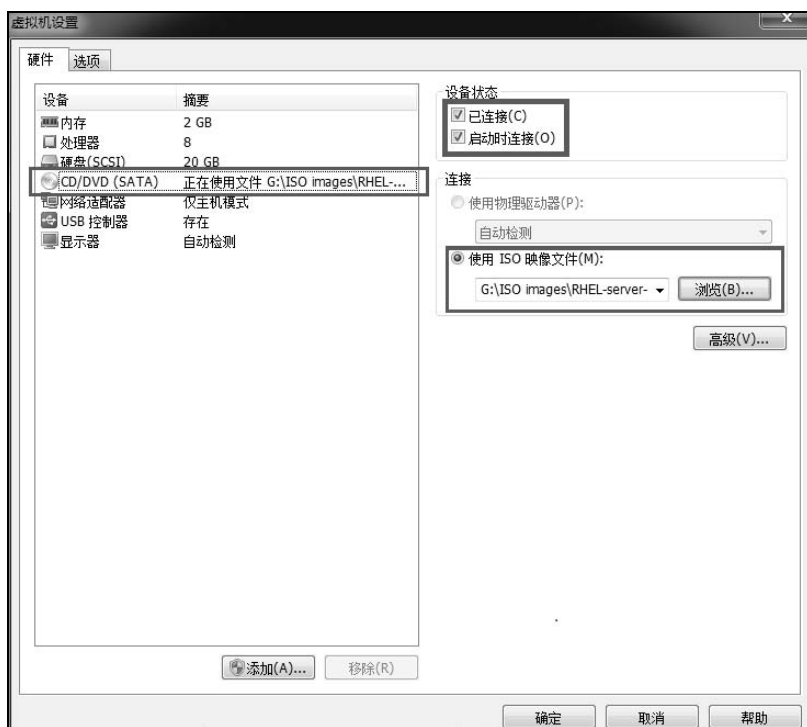 虚拟机设置
硬件 选项
设备 摘要
内存 2 GB
处理器 8
硬盘(SCSI) 20 GB
CD/DVD (SATA) 正在使用文件 G:\ISO images\RHEL-...
网络适配器 仅主机模式
USB 控制器 存在
显示器 自动检测
添加(A)... 移除(R)
设备状态
已连接(C)
启动时连接(O)
连接
使用物理驱动器(P):
自动检测
使用 ISO 映像文件(M):
G:\ISO images\RHEL-server- 浏览(B)...
高级(V)...
确定 取消 帮助